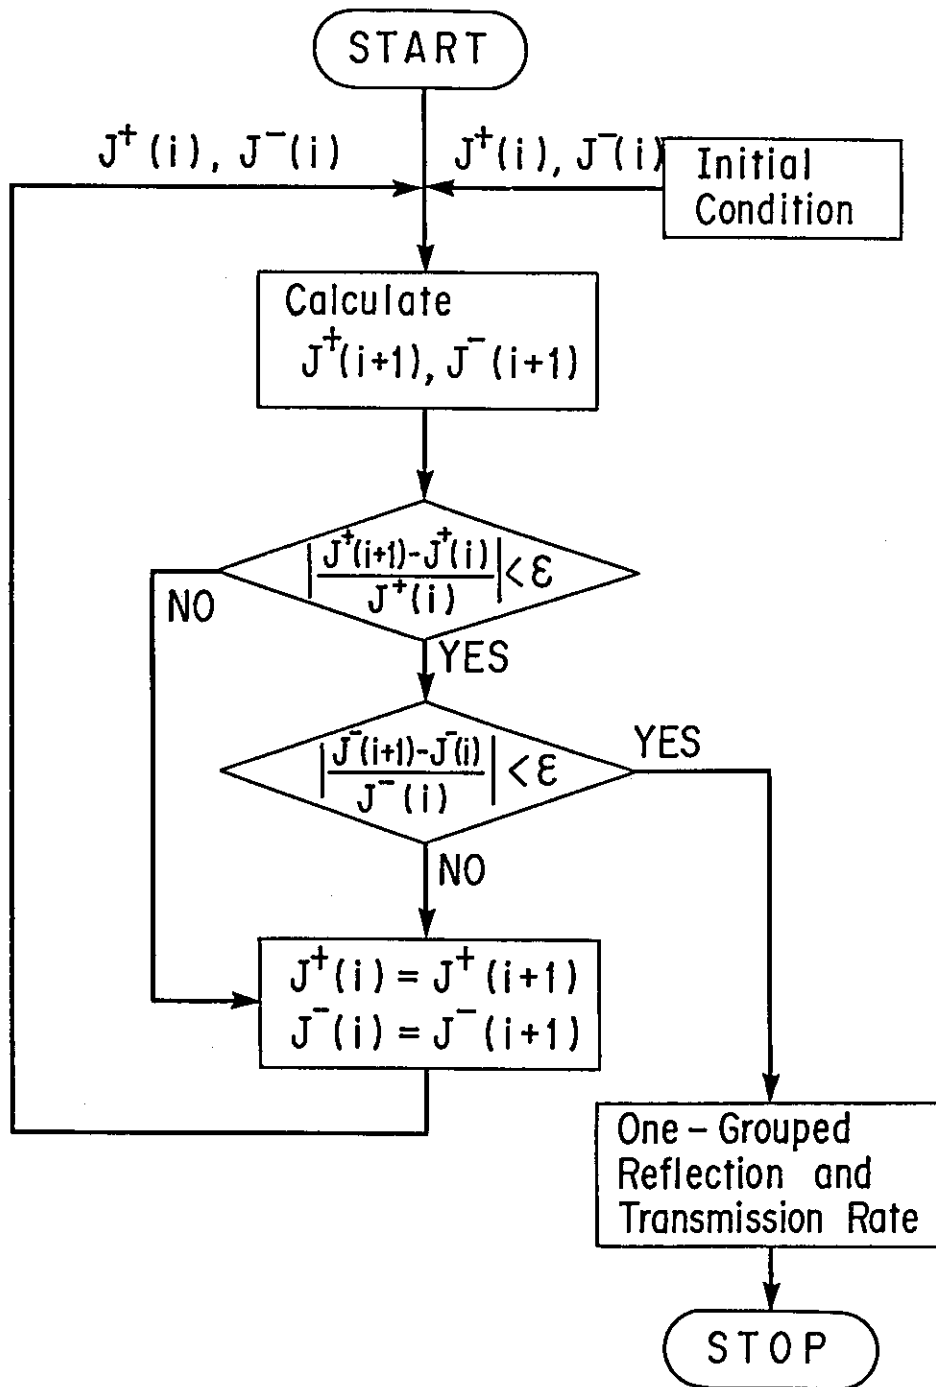 START
J⁺(i), J⁻(i)
J⁺(i), J⁻(i)
Initial
Condition
Calculate
J⁺(i+1), J⁻(i+1)
|J⁺(i+1)-J⁺(i)/J⁺(i)|<ε
NO
YES
|J⁻(i+1)-J⁻(i)/J⁻(i)|<ε
YES
NO
J⁺(i)=J⁺(i+1)
J⁻(i)=J⁻(i+1)
One-Grouped
Reflection and
Transmission Rate
STOP